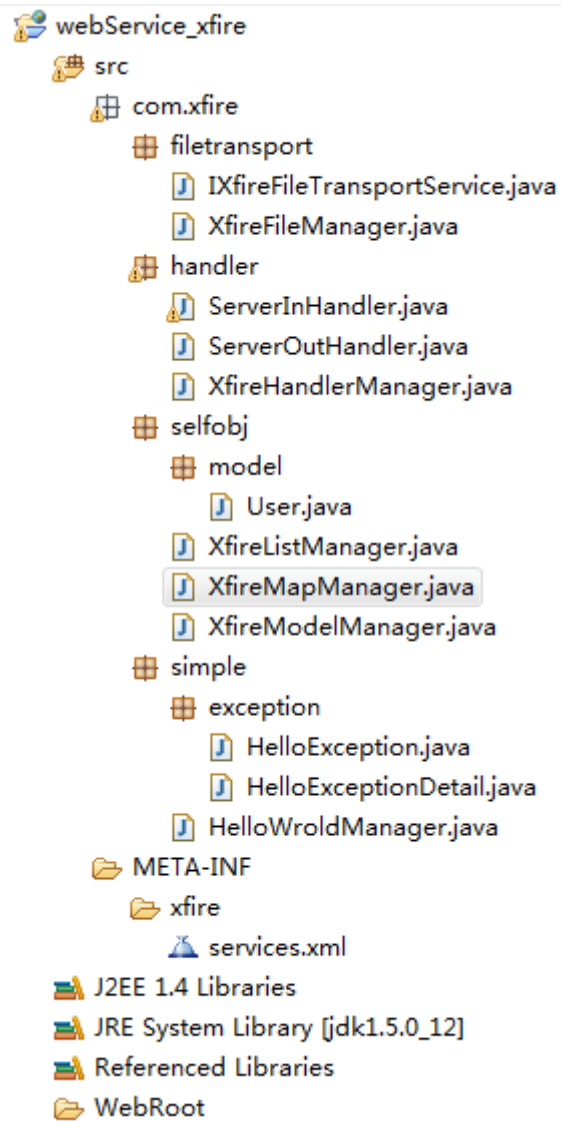 webService_xfire
src
com.xfire
filetransport
IXfireFileTransportService.java
XfireFileManager.java
handler
ServerInHandler.java
ServerOutHandler.java
XfireHandlerManager.java
selfobj
model
User.java
XfireListManager.java
XfireMapManager.java
XfireModelManager.java
simple
exception
HelloException.java
HelloExceptionDetail.java
HelloWroldManager.java
META-INF
xfire
services.xml
J2EE 1.4 Libraries
JRE System Library [jdk1.5.0_12]
Referenced Libraries
WebRoot